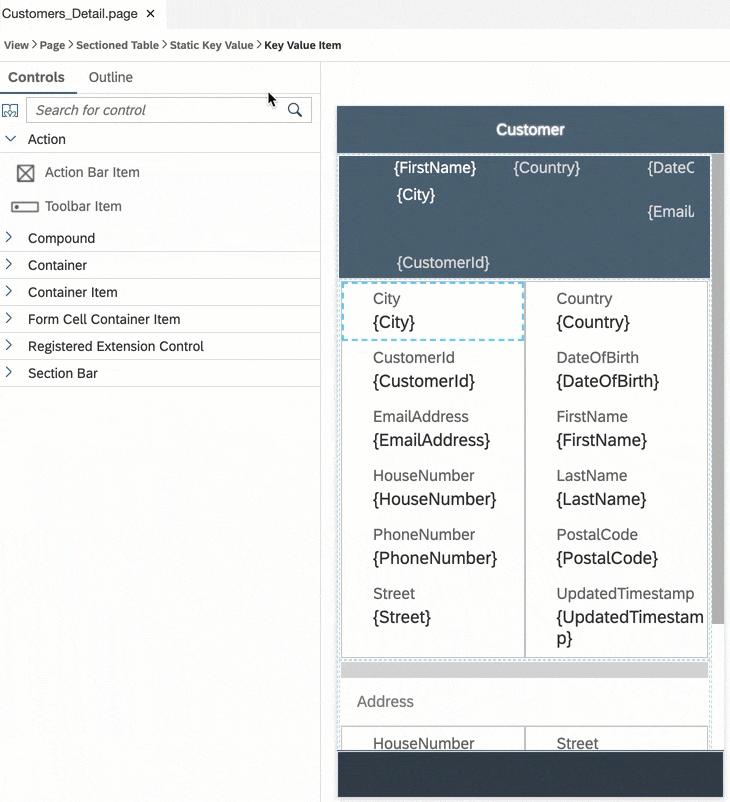 Customers_Detail.page ×
View > Page > Sectioned Table > Static Key Value > Key Value Item
Controls Outline
Search for control
Action
Action Bar Item
Toolbar Item
Compound
Container
Container Item
Form Cell Container Item
Registered Extension Control
Section Bar
Customer
{FirstName} {Country} {DateC
{City}
{Email
{CustomerId}
City Country
{City} {Country}
CustomerId DateOfBirth
{CustomerId} {DateOfBirth}
EmailAddress FirstName
{EmailAddress} {FirstName}
HouseNumber LastName
{HouseNumber} {LastName}
PhoneNumber PostalCode
{PhoneNumber} {PostalCode}
Street UpdatedTimestamp
{Street} {UpdatedTimestam
p}
Address
HouseNumber Street